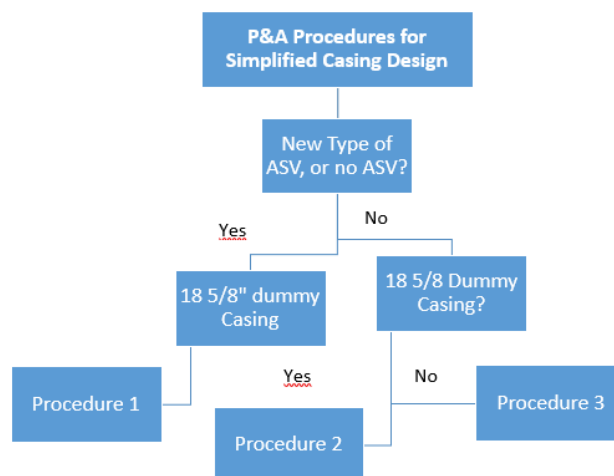 P&A Procedures for
Simplified Casing Design
New Type of
ASV, or no ASV?
Yes
No
18 5/8" dummy
Casing
18 5/8 Dummy
Casing?
Yes
No
Procedure 1
Procedure 2
Procedure 3